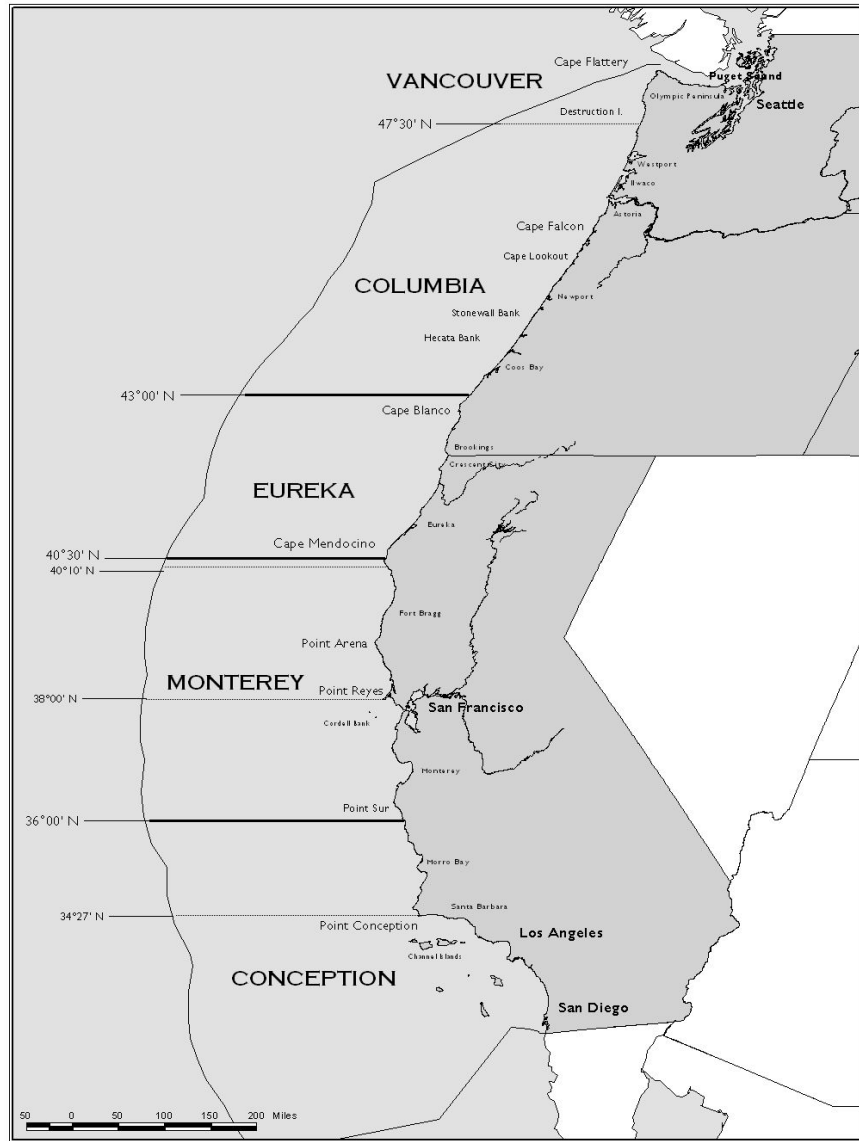 Cape Flattery
VANCOUVER
Puget Sound
Olympic Peninsula
Seattle
Destruction I.
47°30' N
Westport
Ilwaco
Astoria
Cape Falcon
Cape Lookout
COLUMBIA
Newport
Stonewall Bank
Hecata Bank
Coos Bay
43°00' N
Cape Blanco
Brookings
Crescent City
EUREKA
Eureka
Cape Mendocino
40°30' N
40°10' N
Fort Bragg
Point Arena
MONTEREY
Point Reyes
38°00' N
San Francisco
Cordell Bank
Monterey
Point Sur
36°00' N
Morro Bay
Santa Barbara
34°27' N
Point Conception
Los Angeles
Channel Islands
CONCEPTION
San Diego
50 0 50 100 150 200 Miles